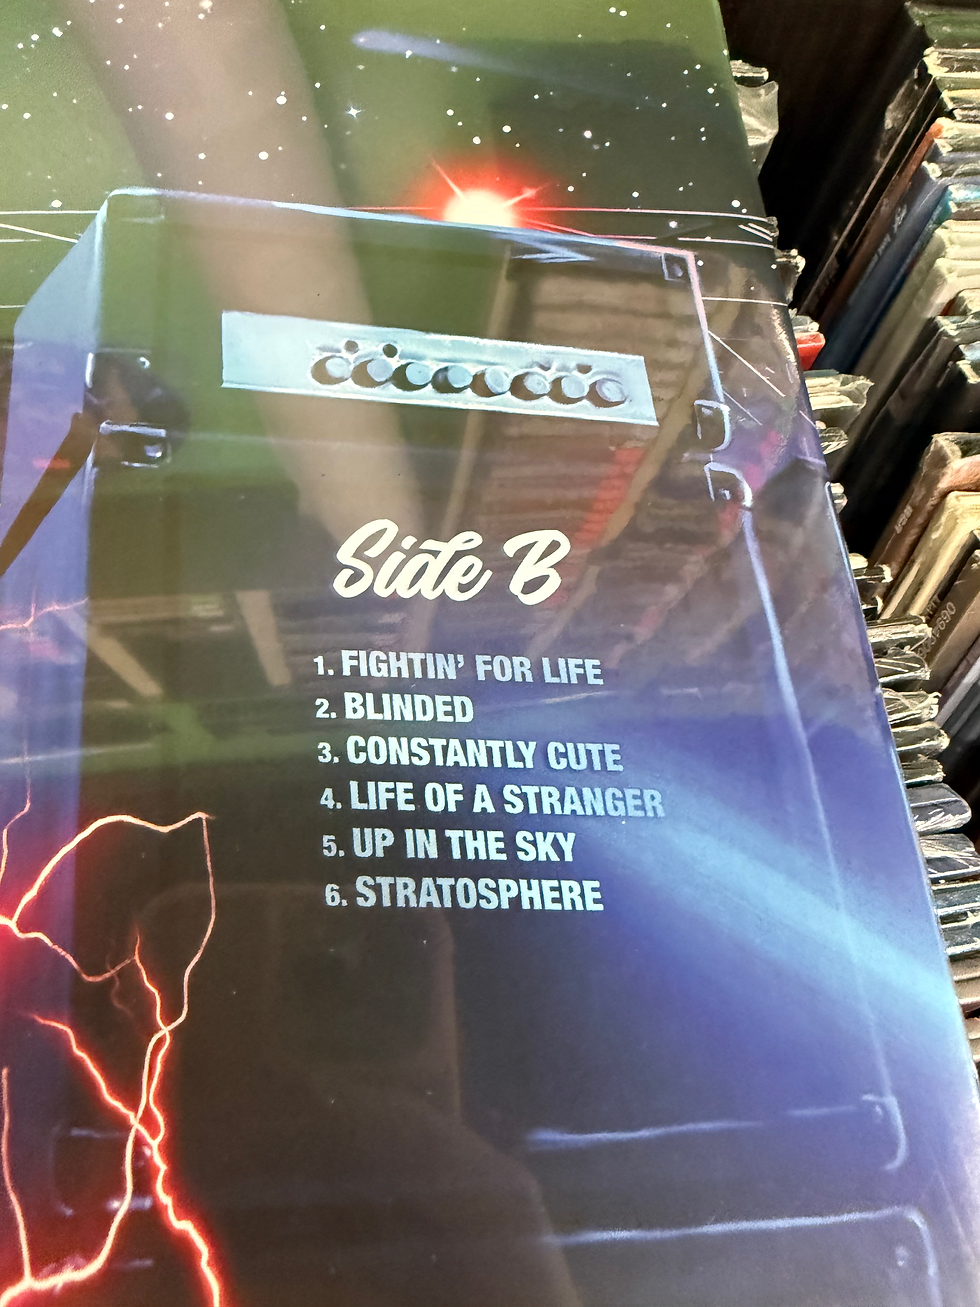 Side B
1. FIGHTIN' FOR LIFE
2. BLINDED
3. CONSTANTLY CUTE
4. LIFE OF A STRANGER
5. UP IN THE SKY
6. STRATOSPHERE